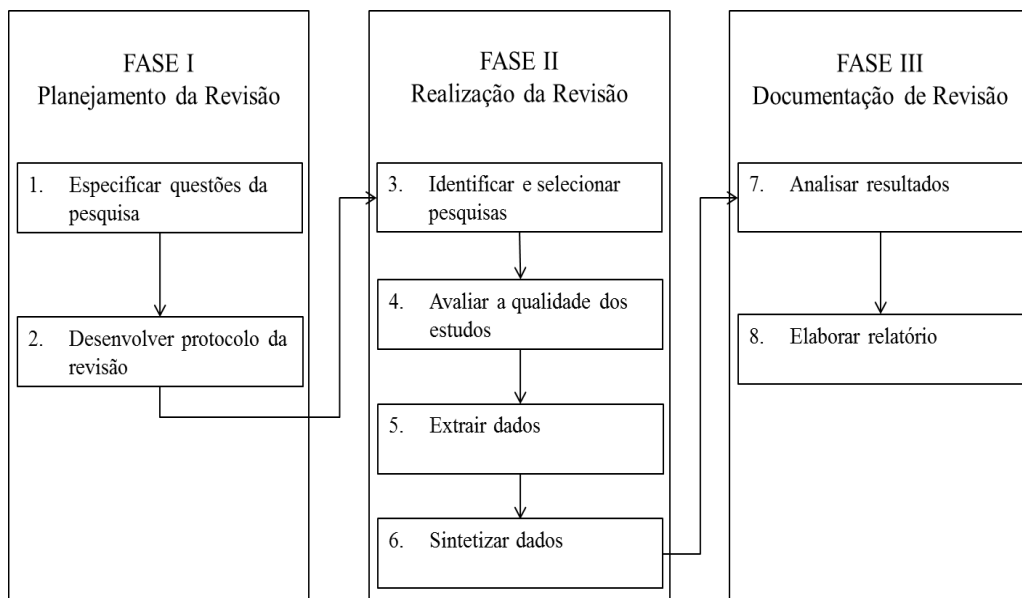 FASE I
Planejamento da Revisão
1. Especificar questões da
pesquisa
2. Desenvolver protocolo da
revisão
FASE II
Realização da Revisão
3. Identificar e selecionar
pesquisas
4. Avaliar a qualidade dos
estudos
5. Extrair dados
6. Sintetizar dados
FASE III
Documentação de Revisão
7. Analisar resultados
8. Elaborar relatório